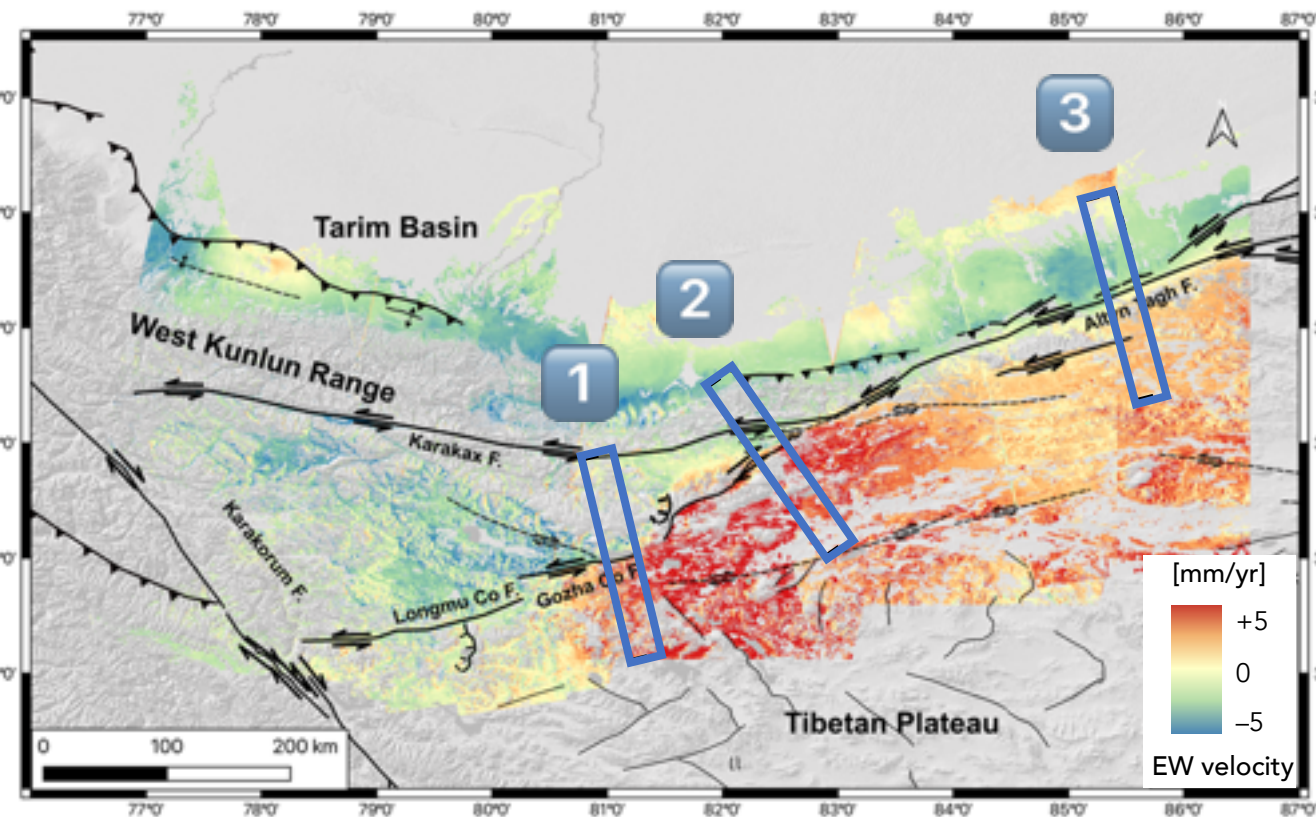 77°0' 78°0' 79°0' 80°0' 81°0' 82°0' 83°0' 84°0' 85°0' 86°0' 87°0'
3
Tarim Basin
2
Altyn Tagh F.
West Kunlun Range
1
Karakax F.
Karakorum F.
Gozha Co F.
Longmu Co F.
[mm/yr]
+5
0
–5
EW velocity
Tibetan Plateau
0 100 200 km
77°0' 78°0' 79°0' 80°0' 81°0' 82°0' 83°0' 84°0' 85°0' 86°0' 87°0'